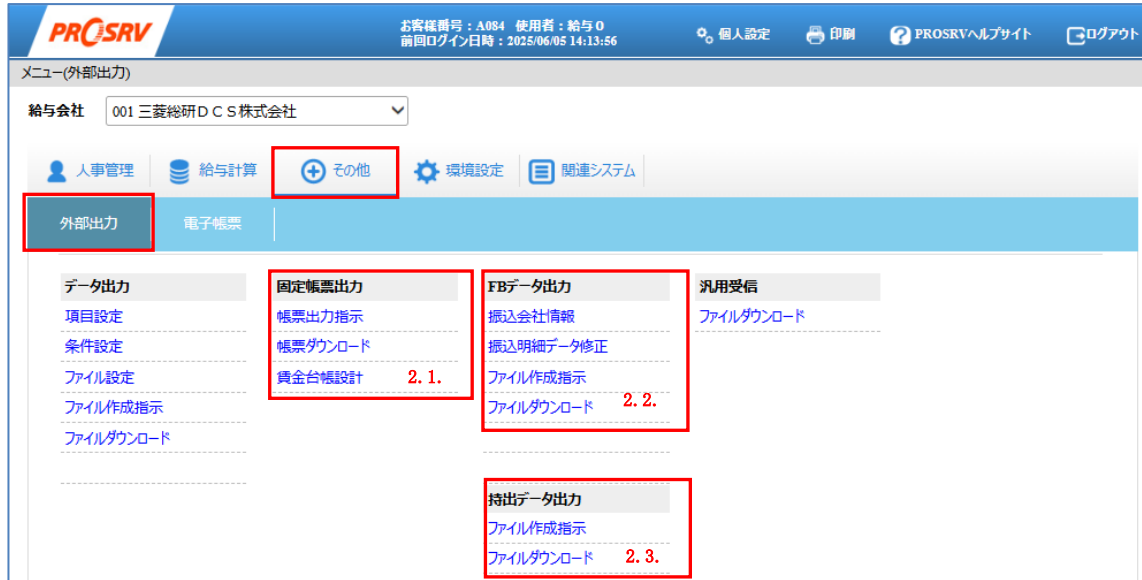 PROSRV
お客様番号：A084 使用者：給与０
前回ログイン日時：2025/06/05 14:13:56
個人設定
印刷
PROSRVヘルプサイト
ログアウト
メニュー(外部出力)
給与会社
001 三菱総研ＤＣＳ株式会社
人事管理
給与計算
その他
環境設定
関連システム
外部出力
電子帳票
データ出力
項目設定
条件設定
ファイル設定
ファイル作成指示
ファイルダウンロード
固定帳票出力
帳票出力指示
帳票ダウンロード
賃金台帳設計
2.1.
FBデータ出力
振込会社情報
振込明細データ修正
ファイル作成指示
ファイルダウンロード
2.2.
汎用受信
ファイルダウンロード
持出データ出力
ファイル作成指示
ファイルダウンロード
2.3.